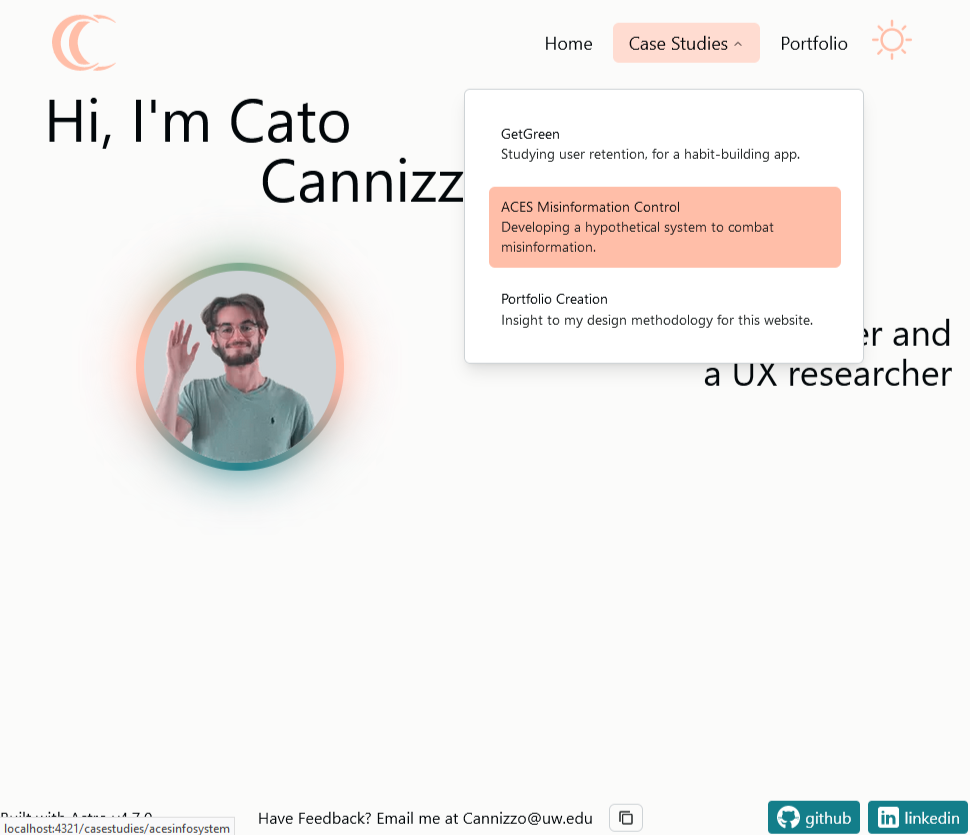 Home
Case Studies
Portfolio
Hi, I'm Cato
Cannizz
GetGreen
Studying user retention, for a habit-building app.
ACES Misinformation Control
Developing a hypothetical system to combat
misinformation.
Portfolio Creation
Insight to my design methodology for this website.
and
a UX researcher
Built with Astro v4.7.0
Have Feedback? Email me at Cannizzo@uw.edu
github
linkedin
localhost:4321/casestudies/acesinfosystem